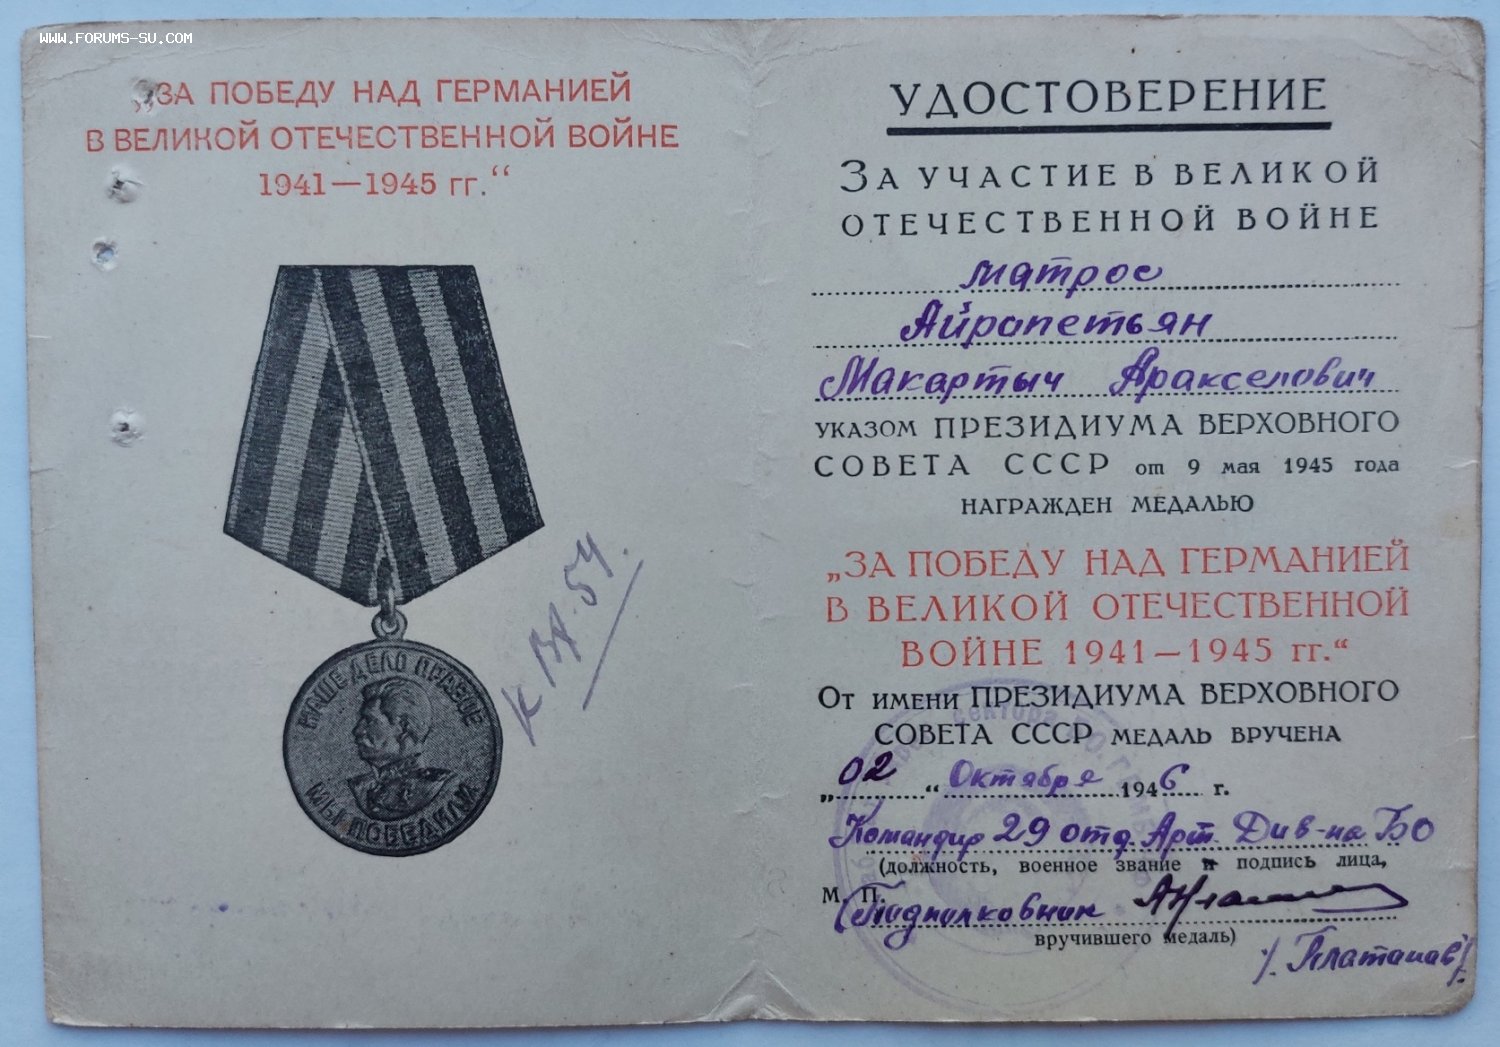 WWW.FORUMS-SU.COM
„ЗА ПОБЕДУ НАД ГЕРМАНИЕЙ
В ВЕЛИКОЙ ОТЕЧЕСТВЕННОЙ ВОЙНЕ
1941—1945 гг.“
НАШЕ ДЕЛО ПРАВОЕ
МЫ ПОБЕДИЛИ
УДОСТОВЕРЕНИЕ
ЗА УЧАСТИЕ В ВЕЛИКОЙ
ОТЕЧЕСТВЕННОЙ ВОЙНЕ
матрос
Айропетьян
Макартыч Аракселович
УКАЗОМ ПРЕЗИДИУМА ВЕРХОВНОГО
СОВЕТА СССР от 9 мая 1945 года
НАГРАЖДЕН МЕДАЛЬЮ
„ЗА ПОБЕДУ НАД ГЕРМАНИЕЙ
В ВЕЛИКОЙ ОТЕЧЕСТВЕННОЙ
ВОЙНЕ 1941—1945 гг.“
ОТ ИМЕНИ ПРЕЗИДИУМА ВЕРХОВНОГО
СОВЕТА СССР МЕДАЛЬ ВРУЧЕНА
„02“ Октября 1946 г.
Командир 29 отд. Арт. Див-на БО
(должность, военное звание и подпись лица,
М. П.
Подполковник
вручившего медаль)
/. Платанов/.